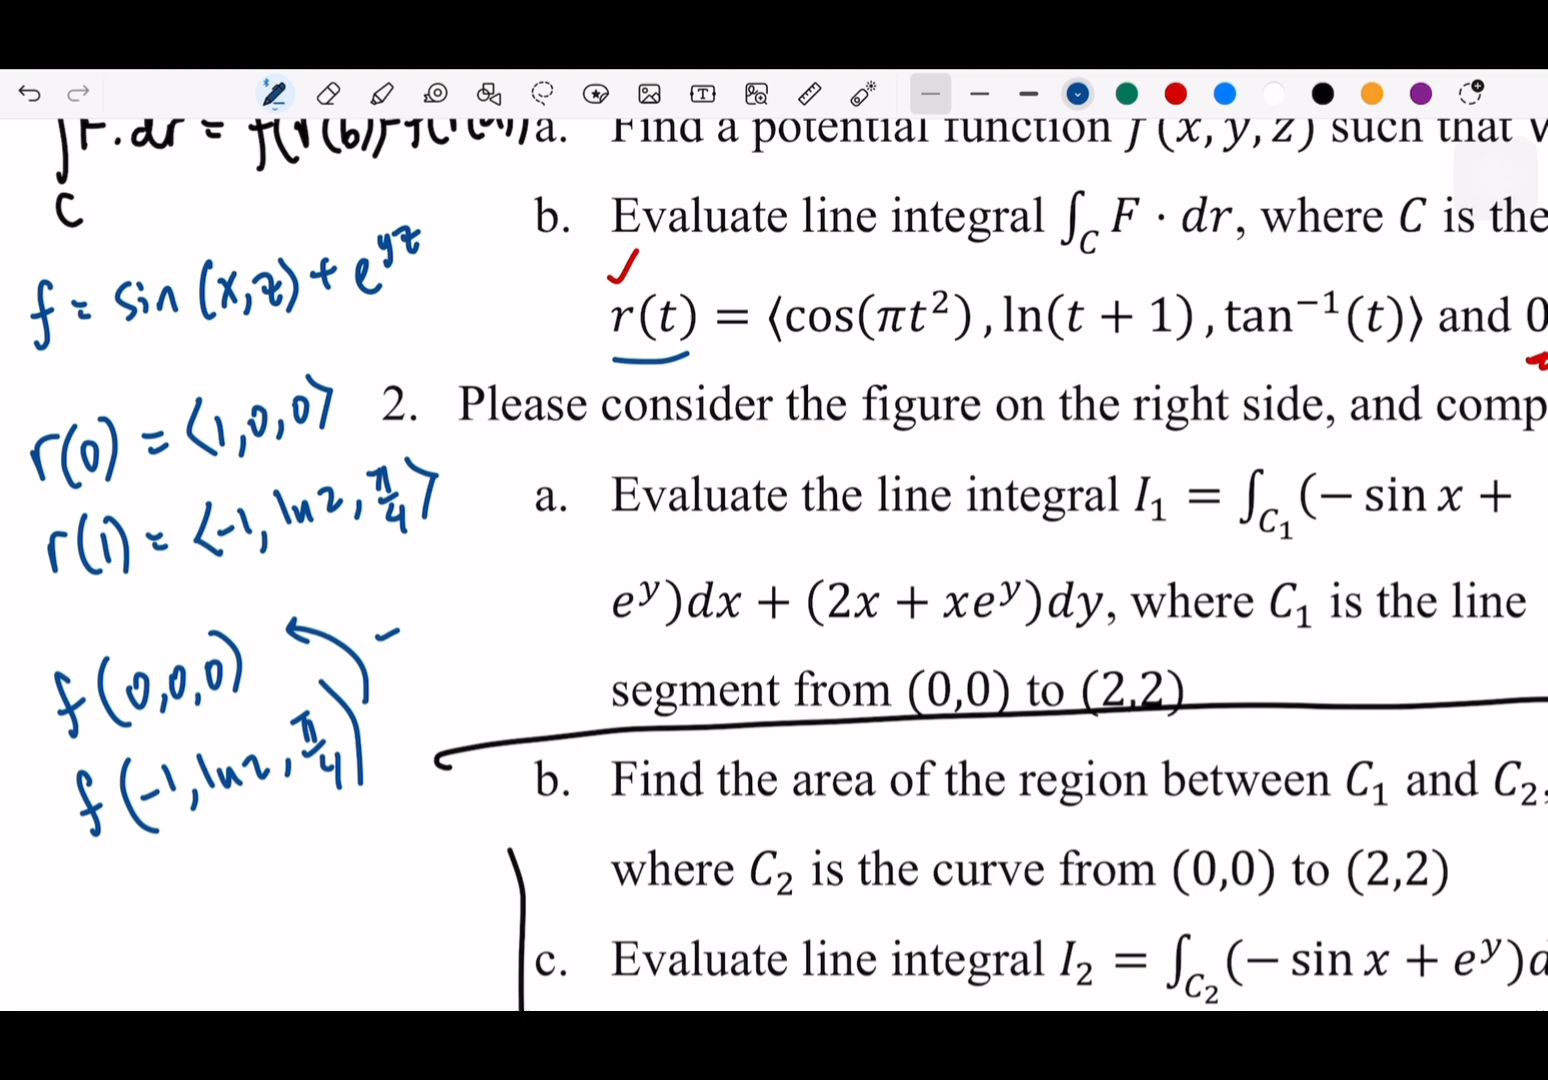 ∫_C F·dr = f(r(b)) - f(r(a))
f = sin(x,z) + e^{yz}
r(0) = ⟨1,0,0⟩
r(1) = ⟨-1, ln2, π/4⟩
f(0,0,0)
-
f(-1, ln2, π/4)
a. Find a potential function f(x, y, z) such that
b. Evaluate line integral ∫_C F · dr, where C is the
r(t) = ⟨cos(πt²), ln(t + 1), tan⁻¹(t)⟩ and 0
2. Please consider the figure on the right side, and comp
a. Evaluate the line integral I₁ = ∫_{C₁}(− sin x +
e^y)dx + (2x + xe^y)dy, where C₁ is the line
segment from (0,0) to (2,2)
b. Find the area of the region between C₁ and C₂,
where C₂ is the curve from (0,0) to (2,2)
c. Evaluate line integral I₂ = ∫_{C₂}(− sin x + e^y)d